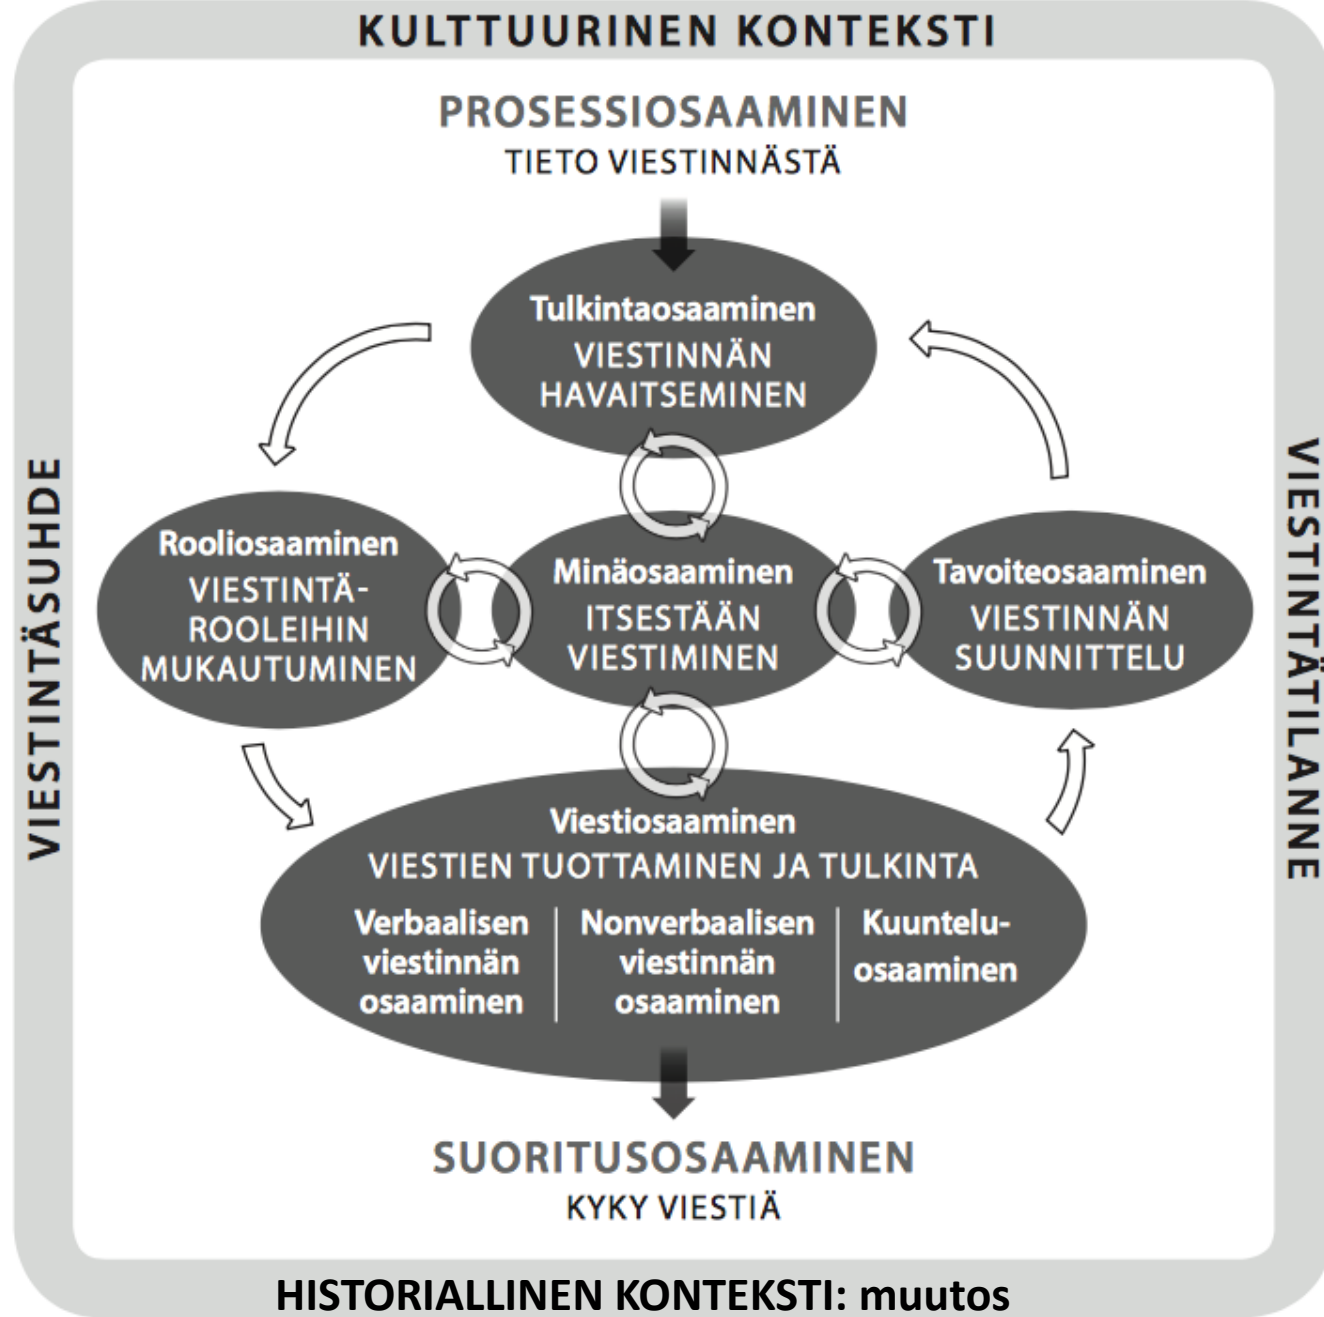 KULTTUURINEN KONTEKSTI
PROSESSIOSAAMINEN
TIETO VIESTINNÄSTÄ
Tulkintaosaaminen
VIESTINNÄN
HAVAITSEMINEN
VIESTINTÄSUHDE
Rooliosaaminen
VIESTINTÄ-
ROOLEIHIN
MUKAUTUMINEN
Minäosaaminen
ITSESTÄÄN
VIESTIMINEN
Tavoiteosaaminen
VIESTINNÄN
SUUNNITTELU
VIESTINTÄTILANNE
Viestiosaaminen
VIESTIEN TUOTTAMINEN JA TULKINTA
Verbaalisen
viestinnän
osaaminen
Nonverbaalisen
viestinnän
osaaminen
Kuuntelu-
osaaminen
SUORITUSOSAAMINEN
KYKY VIESTIÄ
HISTORIALLINEN KONTEKSTI: muutos